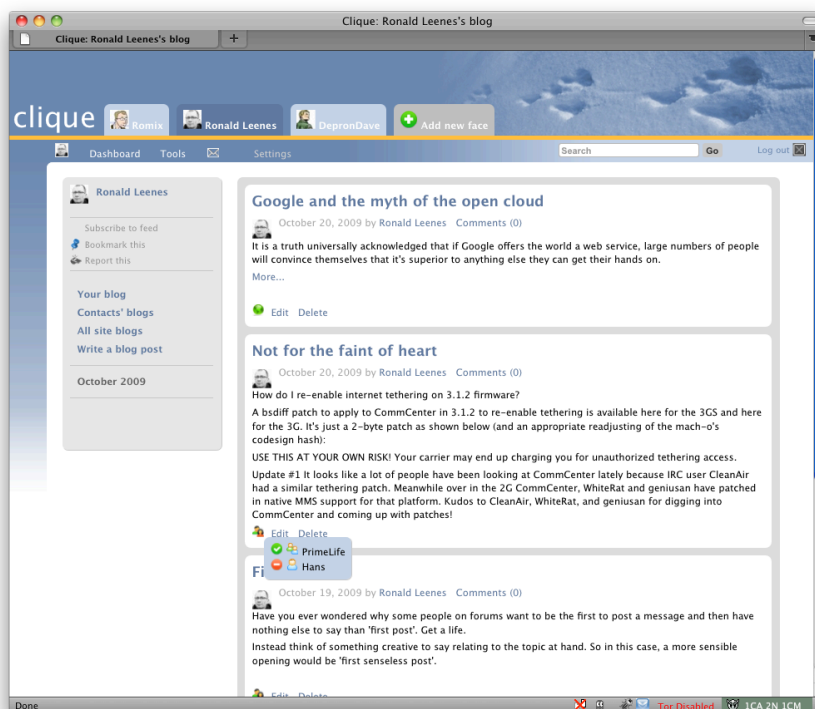 Clique: Ronald Leenes's blog
Clique: Ronald Leenes's blog +
clique Romix Ronald Leenes DepronDave Add new face
Dashboard Tools Settings Search Go Log out
Ronald Leenes
Subscribe to feed
Bookmark this
Report this
Your blog
Contacts' blogs
All site blogs
Write a blog post
October 2009
Google and the myth of the open cloud
October 20, 2009 by Ronald Leenes Comments (0)
It is a truth universally acknowledged that if Google offers the world a web service, large numbers of people
will convince themselves that it's superior to anything else they can get their hands on.
More...
Edit Delete
Not for the faint of heart
October 20, 2009 by Ronald Leenes Comments (0)
How do I re-enable internet tethering on 3.1.2 firmware?
A bsdiff patch to apply to CommCenter in 3.1.2 to re-enable tethering is available here for the 3GS and here
for the 3G. It's just a 2-byte patch as shown below (and an appropriate readjusting of the mach-o's
codesign hash):
USE THIS AT YOUR OWN RISK! Your carrier may end up charging you for unauthorized tethering access.
Update #1 It looks like a lot of people have been looking at CommCenter lately because IRC user CleanAir
had a similar tethering patch. Meanwhile over in the 2G CommCenter, WhiteRat and geniusan have patched
in native MMS support for that platform. Kudos to CleanAir, WhiteRat, and geniusan for digging into
CommCenter and coming up with patches!
Edit Delete
PrimeLife
Hans
Fi
October 19, 2009 by Ronald Leenes Comments (0)
Have you ever wondered why some people on forums want to be the first to post a message and then have
nothing else to say than 'first post'. Get a life.
Instead think of something creative to say relating to the topic at hand. So in this case, a more sensible
opening would be 'first senseless post'.
Edit Delete
Done Tor Disabled 1CA 2N 1CM